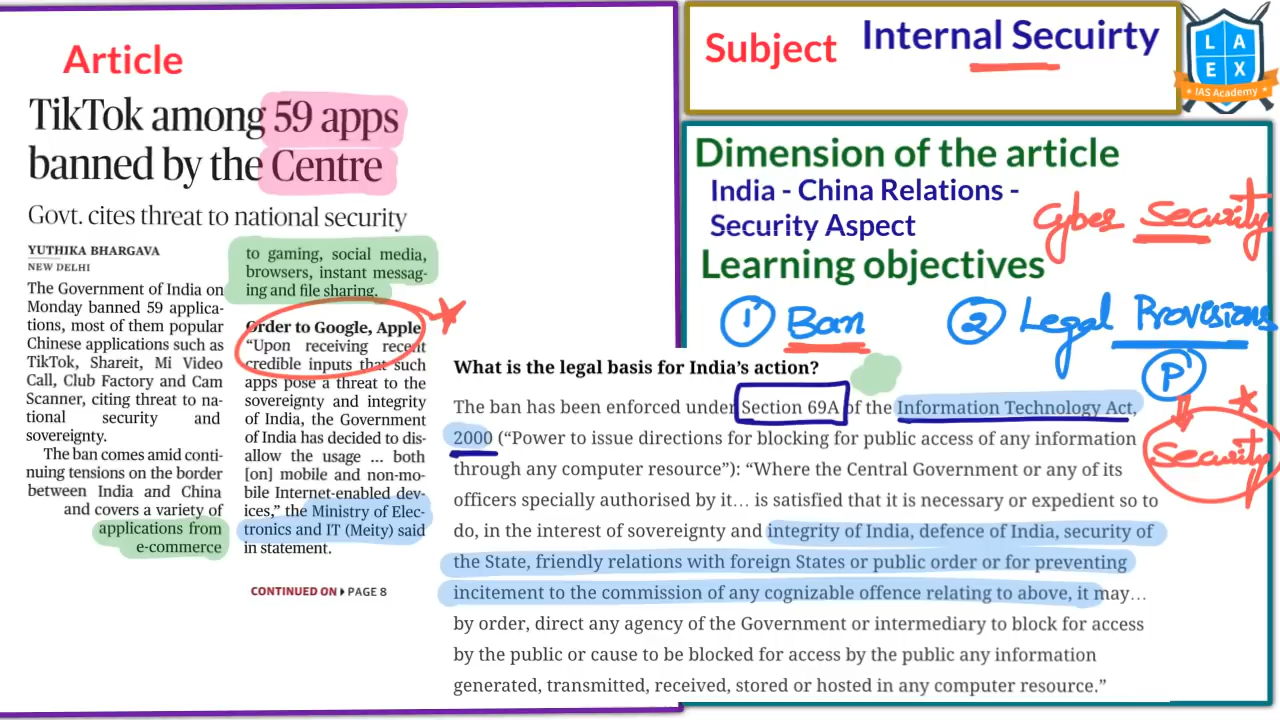 Article
TikTok among 59 apps
banned by the Centre
Govt. cites threat to national security
YUTHIKA BHARGAVA
NEW DELHI
The Government of India on
Monday banned 59 applica-
tions, most of them popular
Chinese applications such as
TikTok, Shareit, Mi Video
Call, Club Factory and Cam
Scanner, citing threat to na-
tional security and
sovereignty.
The ban comes amid conti-
nuing tensions on the border
between India and China
and covers a variety of
applications from
e-commerce
to gaming, social media,
browsers, instant messag-
ing and file sharing.
Order to Google, Apple
“Upon receiving recent
credible inputs that such
apps pose a threat to the
sovereignty and integrity
of India, the Government
of India has decided to dis-
allow the usage ... both
[on] mobile and non-mo-
bile Internet-enabled dev-
ices,” the Ministry of Elec-
tronics and IT (Meity) said
in statement.
CONTINUED ON PAGE 8
Subject
Internal Secuirty
L A
E X
IAS Academy
Dimension of the article
India - China Relations -
Security Aspect
Cyber Security
Learning objectives
1 Ban
2 Legal Provisions
P
Security
What is the legal basis for India’s action?
The ban has been enforced under Section 69A of the Information Technology Act,
2000 (“Power to issue directions for blocking for public access of any information
through any computer resource”): “Where the Central Government or any of its
officers specially authorised by it… is satisfied that it is necessary or expedient so to
do, in the interest of sovereignty and integrity of India, defence of India, security of
the State, friendly relations with foreign States or public order or for preventing
incitement to the commission of any cognizable offence relating to above, it may…
by order, direct any agency of the Government or intermediary to block for access
by the public or cause to be blocked for access by the public any information
generated, transmitted, received, stored or hosted in any computer resource.”